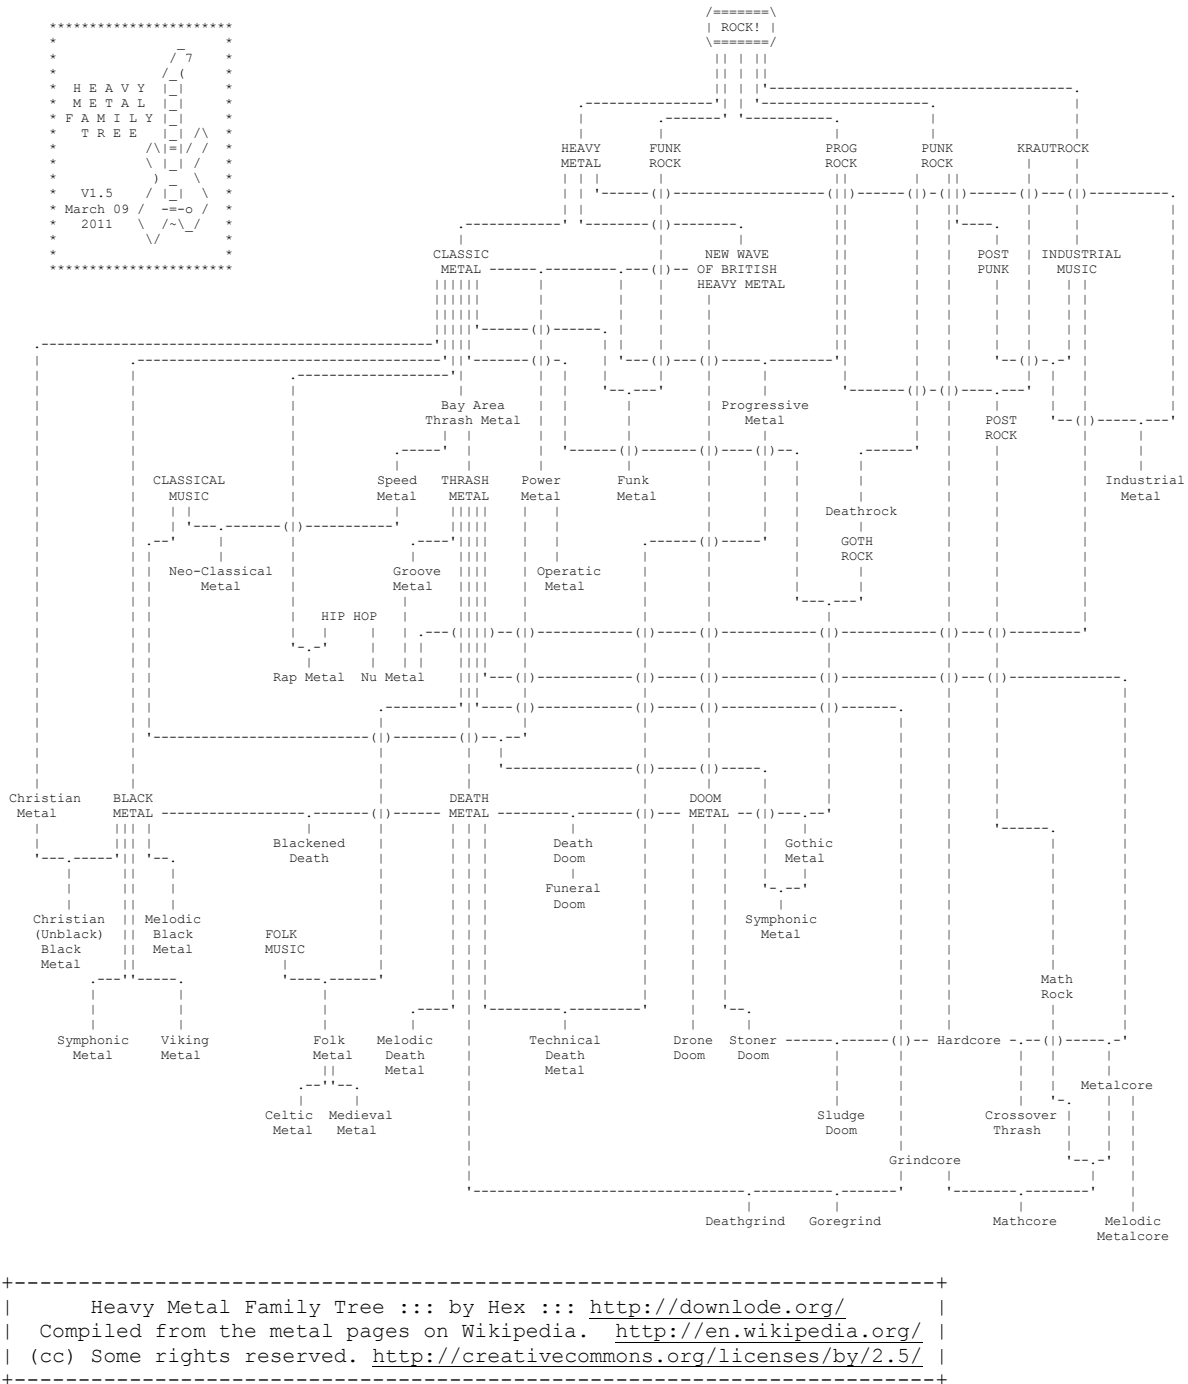 ROCK!
H E A V Y
M E T A L
F A M I L Y
T R E E
V1.5
March 09
2011
HEAVY METAL
FUNK ROCK
PROG ROCK
PUNK ROCK
KRAUTROCK
CLASSIC METAL
NEW WAVE OF BRITISH HEAVY METAL
POST PUNK
INDUSTRIAL MUSIC
Bay Area Thrash Metal
Progressive Metal
POST ROCK
CLASSICAL MUSIC
Speed Metal
THRASH METAL
Power Metal
Funk Metal
Industrial Metal
Deathrock
GOTH ROCK
Neo-Classical Metal
Groove Metal
Operatic Metal
HIP HOP
Rap Metal
Nu Metal
Christian Metal
BLACK METAL
DEATH METAL
DOOM METAL
Blackened Death
Death Doom
Gothic Metal
Funeral Doom
Christian (Unblack) Black Metal
Melodic Black Metal
FOLK MUSIC
Symphonic Metal
Math Rock
Symphonic Metal
Viking Metal
Folk Metal
Melodic Death Metal
Technical Death Metal
Drone Doom
Stoner Doom
Hardcore
Metalcore
Celtic Metal
Medieval Metal
Sludge Doom
Crossover Thrash
Grindcore
Deathgrind
Goregrind
Mathcore
Melodic Metalcore
Heavy Metal Family Tree ::: by Hex ::: http://downlode.org/
Compiled from the metal pages on Wikipedia. http://en.wikipedia.org/
(cc) Some rights reserved. http://creativecommons.org/licenses/by/2.5/